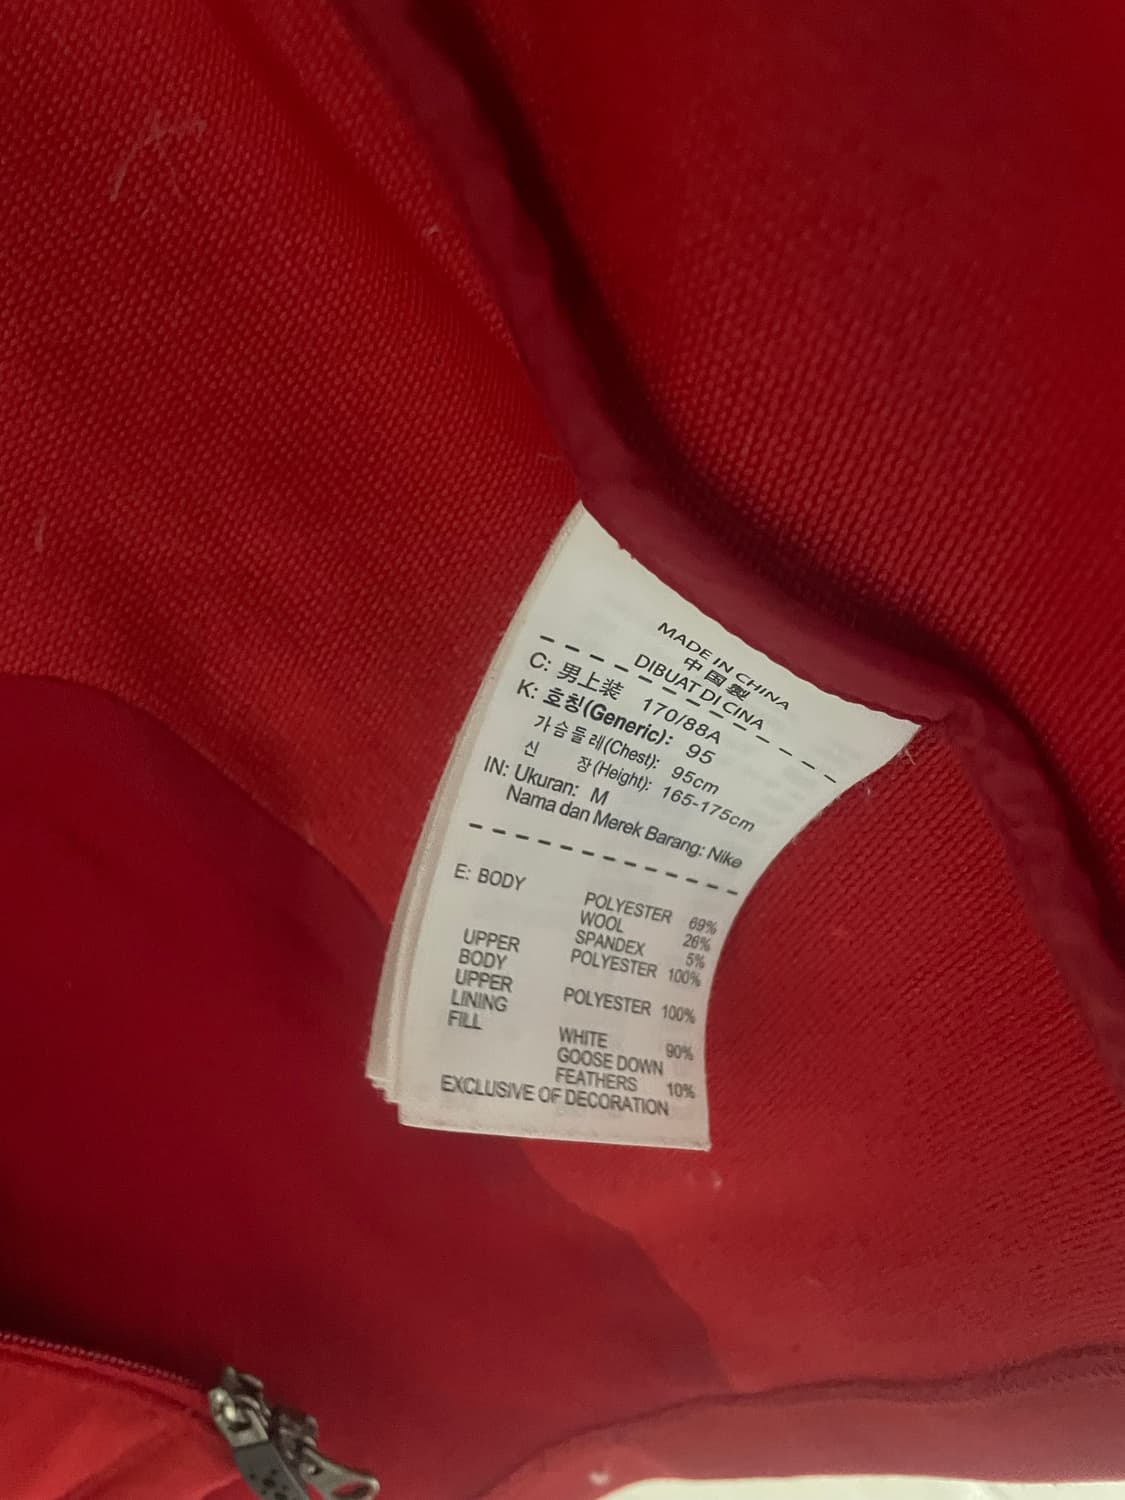 MADE IN CHINA
中国製
DIBUAT DI CINA
C: 男上装 170/88A
K: 호칭(Generic): 95
가슴둘레(Chest): 95cm
신 장(Height): 165-175cm
IN: Ukuran: M
Nama dan Merek Barang: Nike
E: BODY
POLYESTER 69%
WOOL 26%
SPANDEX 5%
UPPER BODY POLYESTER 100%
UPPER LINING POLYESTER 100%
FILL
WHITE GOOSE DOWN 90%
FEATHERS 10%
EXCLUSIVE OF DECORATION